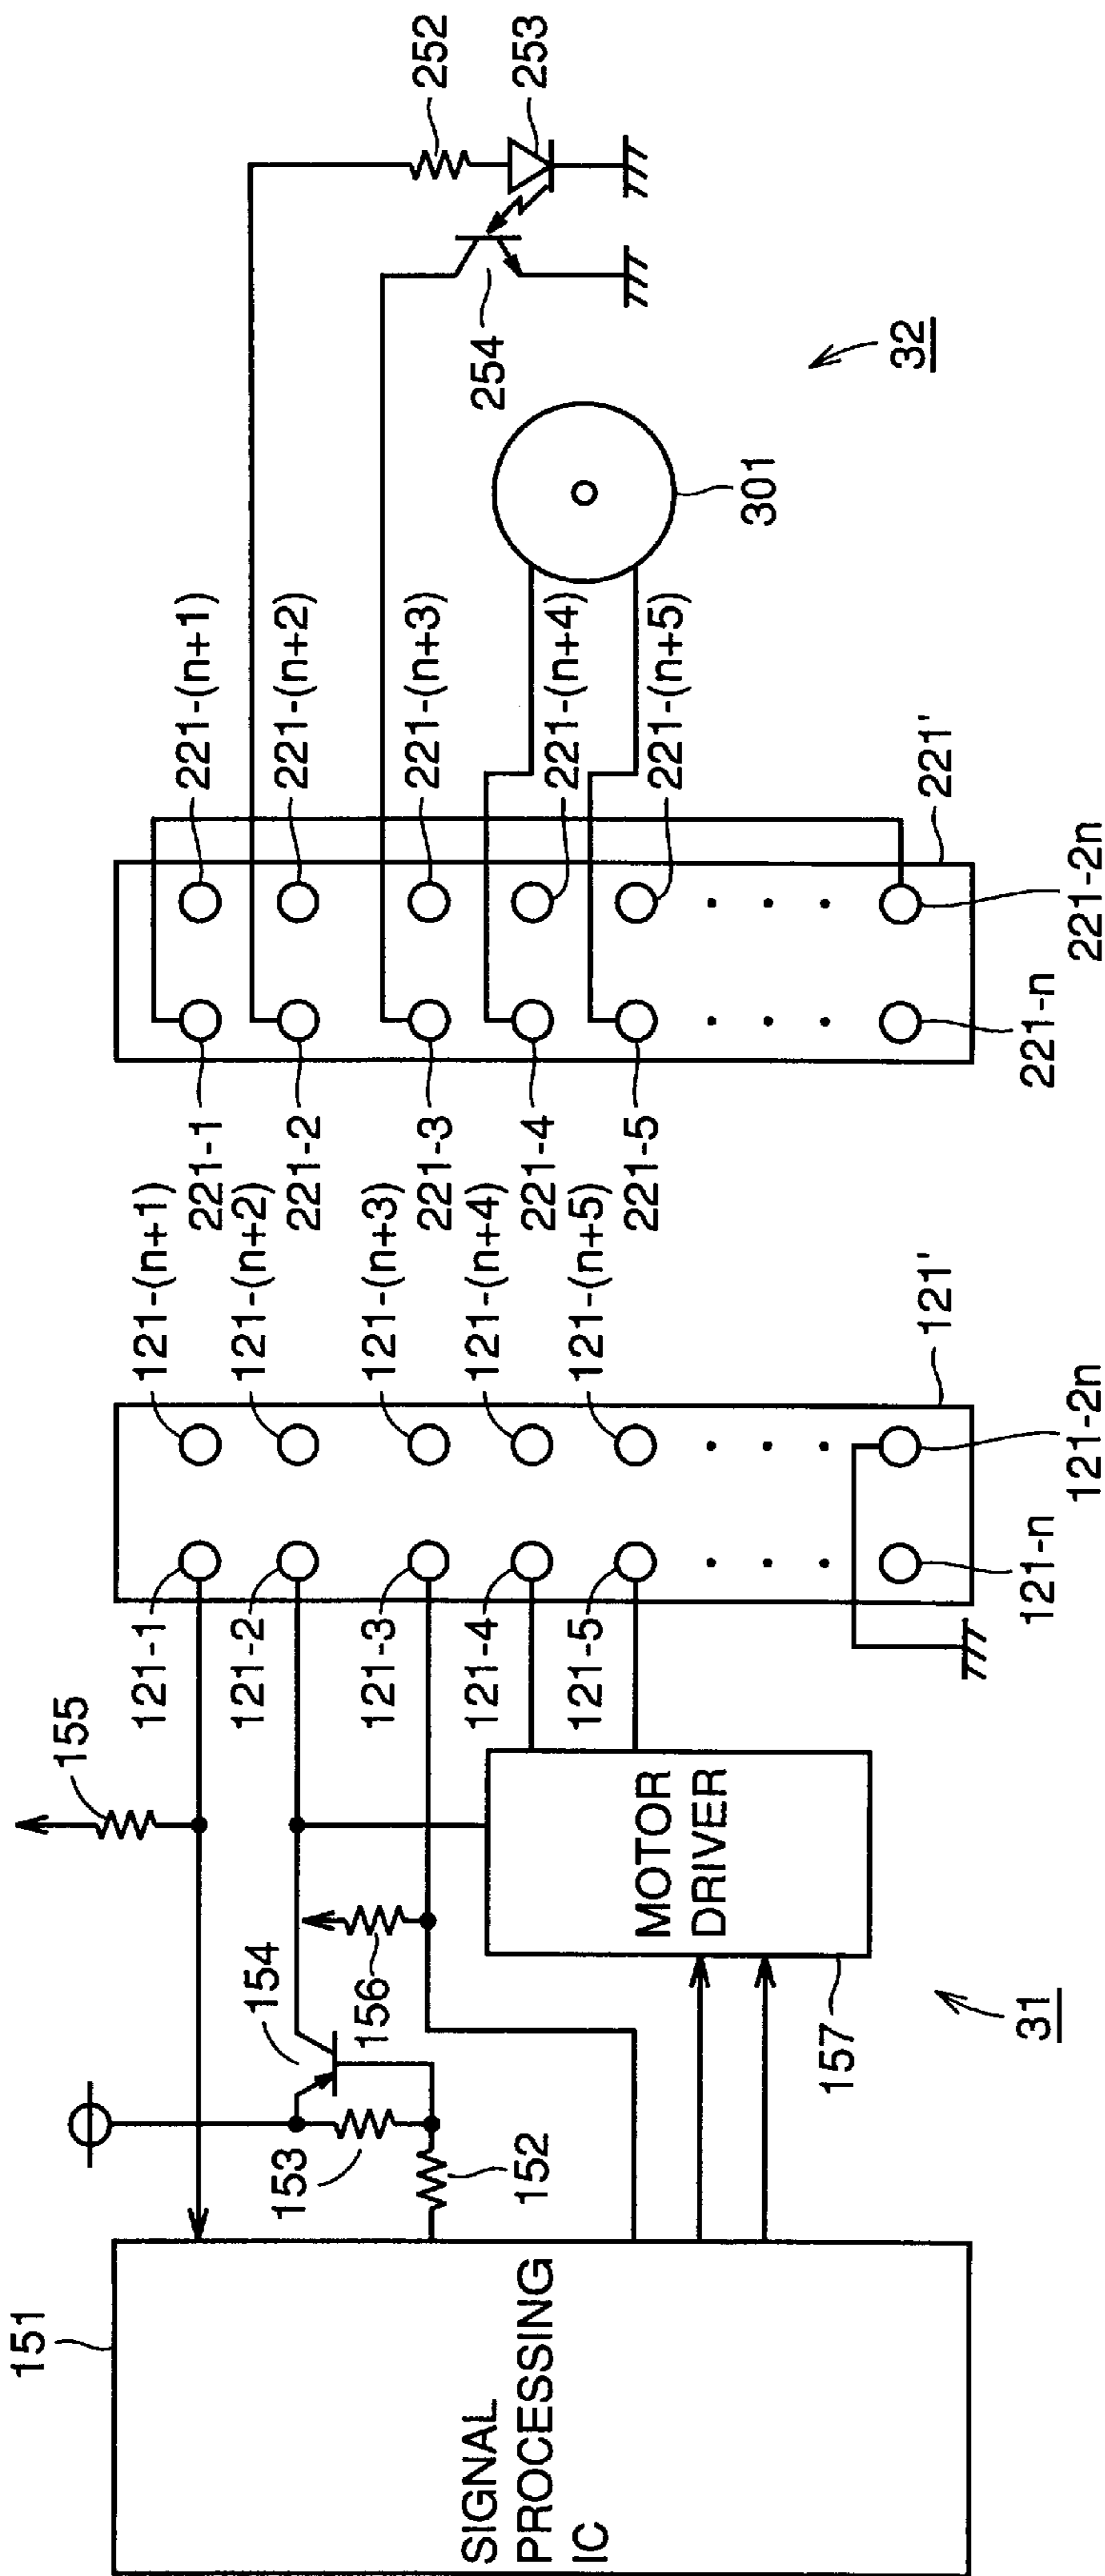 151
SIGNAL
PROCESSING
IC
152
153
154
155
156
MOTOR
DRIVER
157
31
121-1
121-2
121-3
121-4
121-5
121-n
121-(n+1)
121-(n+2)
121-(n+3)
121-(n+4)
121-(n+5)
121-2n
121'
221-1
221-2
221-3
221-4
221-5
221-n
221-(n+1)
221-(n+2)
221-(n+3)
221-(n+4)
221-(n+5)
221-2n
221'
301
254
252
253
32